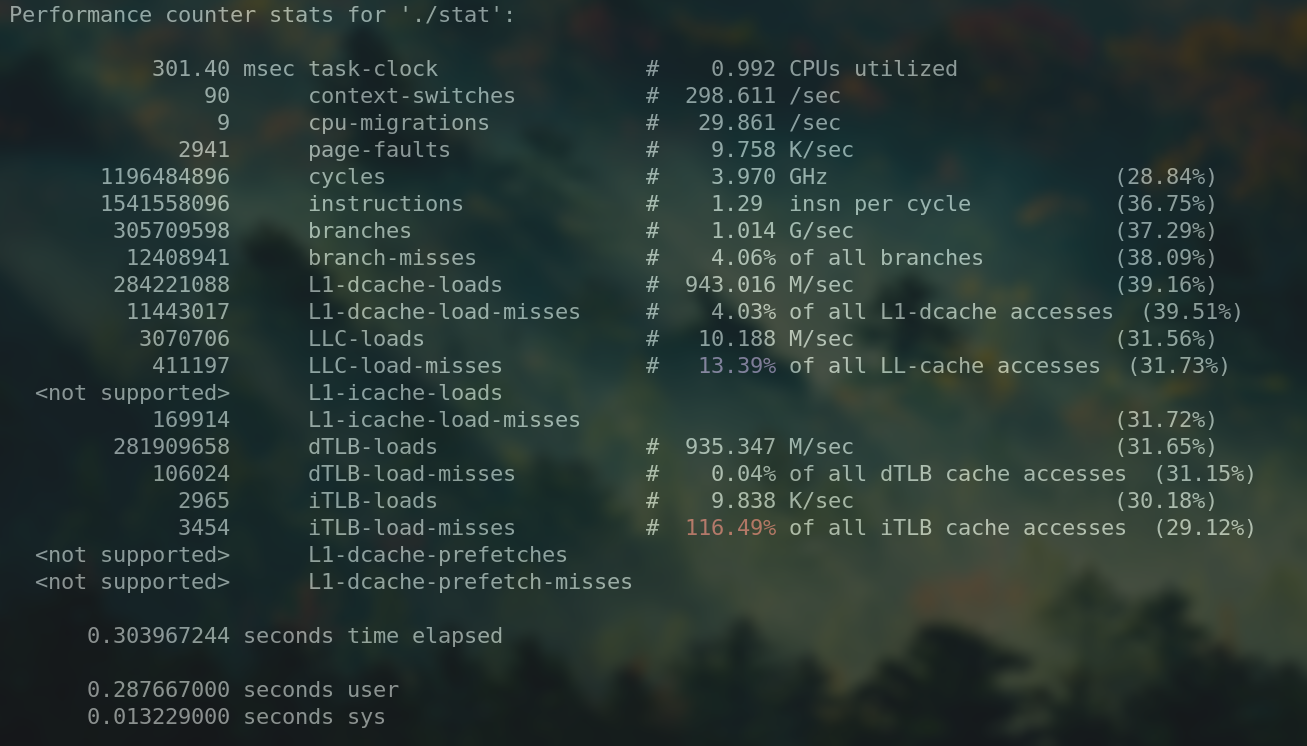 Performance counter stats for './stat':
301.40 msec task-clock # 0.992 CPUs utilized
90 context-switches # 298.611 /sec
9 cpu-migrations # 29.861 /sec
2941 page-faults # 9.758 K/sec
1196484896 cycles # 3.970 GHz (28.84%)
1541558096 instructions # 1.29 insn per cycle (36.75%)
305709598 branches # 1.014 G/sec (37.29%)
12408941 branch-misses # 4.06% of all branches (38.09%)
284221088 L1-dcache-loads # 943.016 M/sec (39.16%)
11443017 L1-dcache-load-misses # 4.03% of all L1-dcache accesses (39.51%)
3070706 LLC-loads # 10.188 M/sec (31.56%)
411197 LLC-load-misses # 13.39% of all LL-cache accesses (31.73%)
<not supported> L1-icache-loads
169914 L1-icache-load-misses (31.72%)
281909658 dTLB-loads # 935.347 M/sec (31.65%)
106024 dTLB-load-misses # 0.04% of all dTLB cache accesses (31.15%)
2965 iTLB-loads # 9.838 K/sec (30.18%)
3454 iTLB-load-misses # 116.49% of all iTLB cache accesses (29.12%)
<not supported> L1-dcache-prefetches
<not supported> L1-dcache-prefetch-misses
0.303967244 seconds time elapsed
0.287667000 seconds user
0.013229000 seconds sys